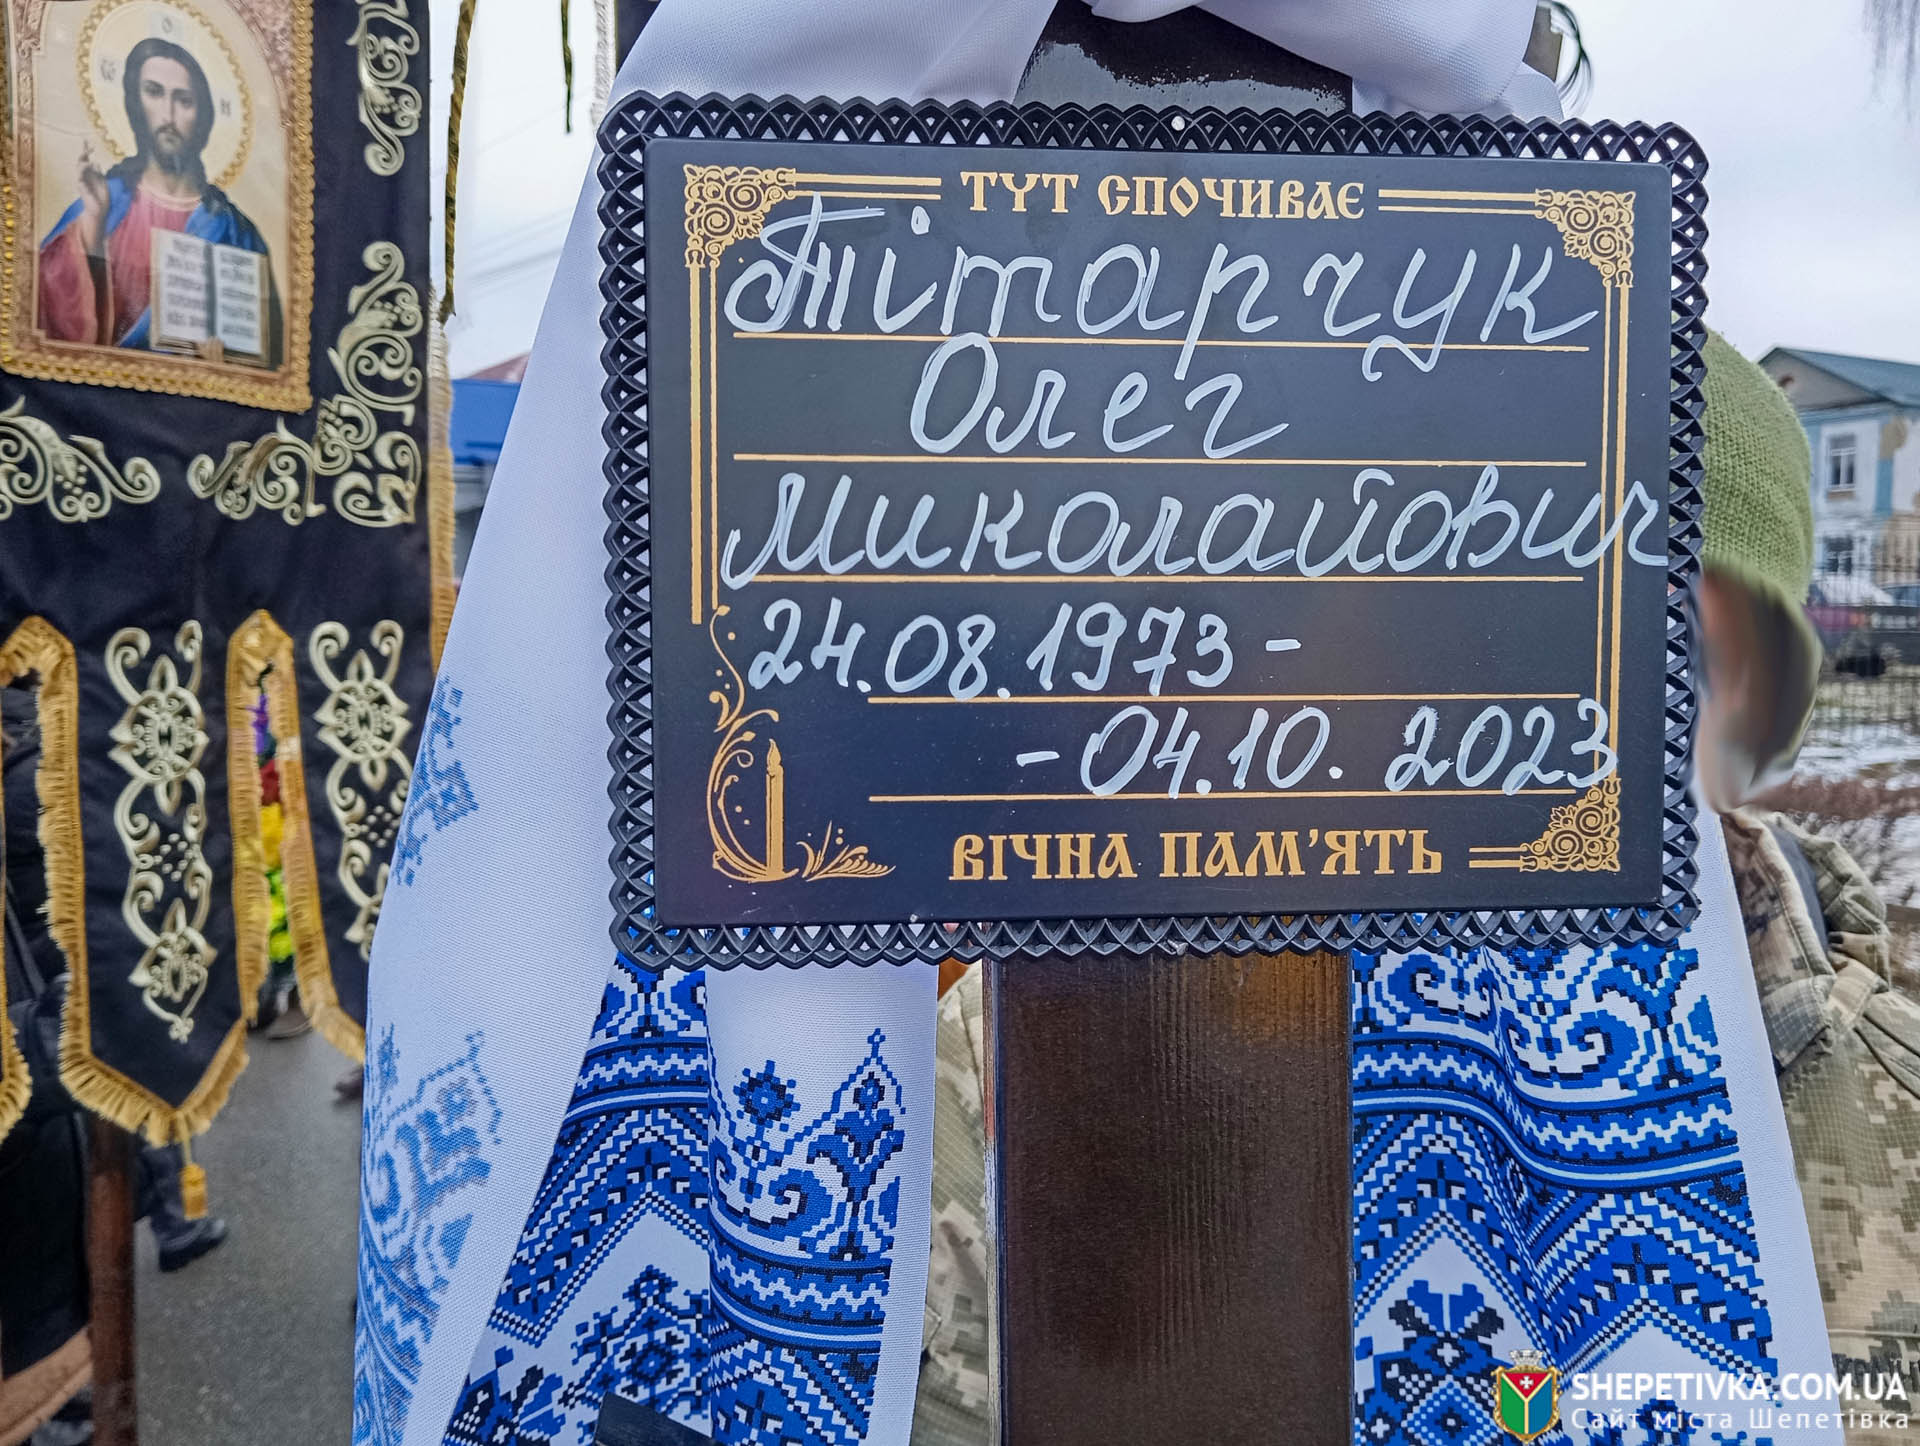 ТУТ СПОЧИВАЄ
Тітарчук
Олег
Миколайович
24.08.1973 -
- 04.10.2023
ВІЧНА ПАМ'ЯТЬ
SHEPETIVKA.COM.UA
Сайт міста Шепетівка